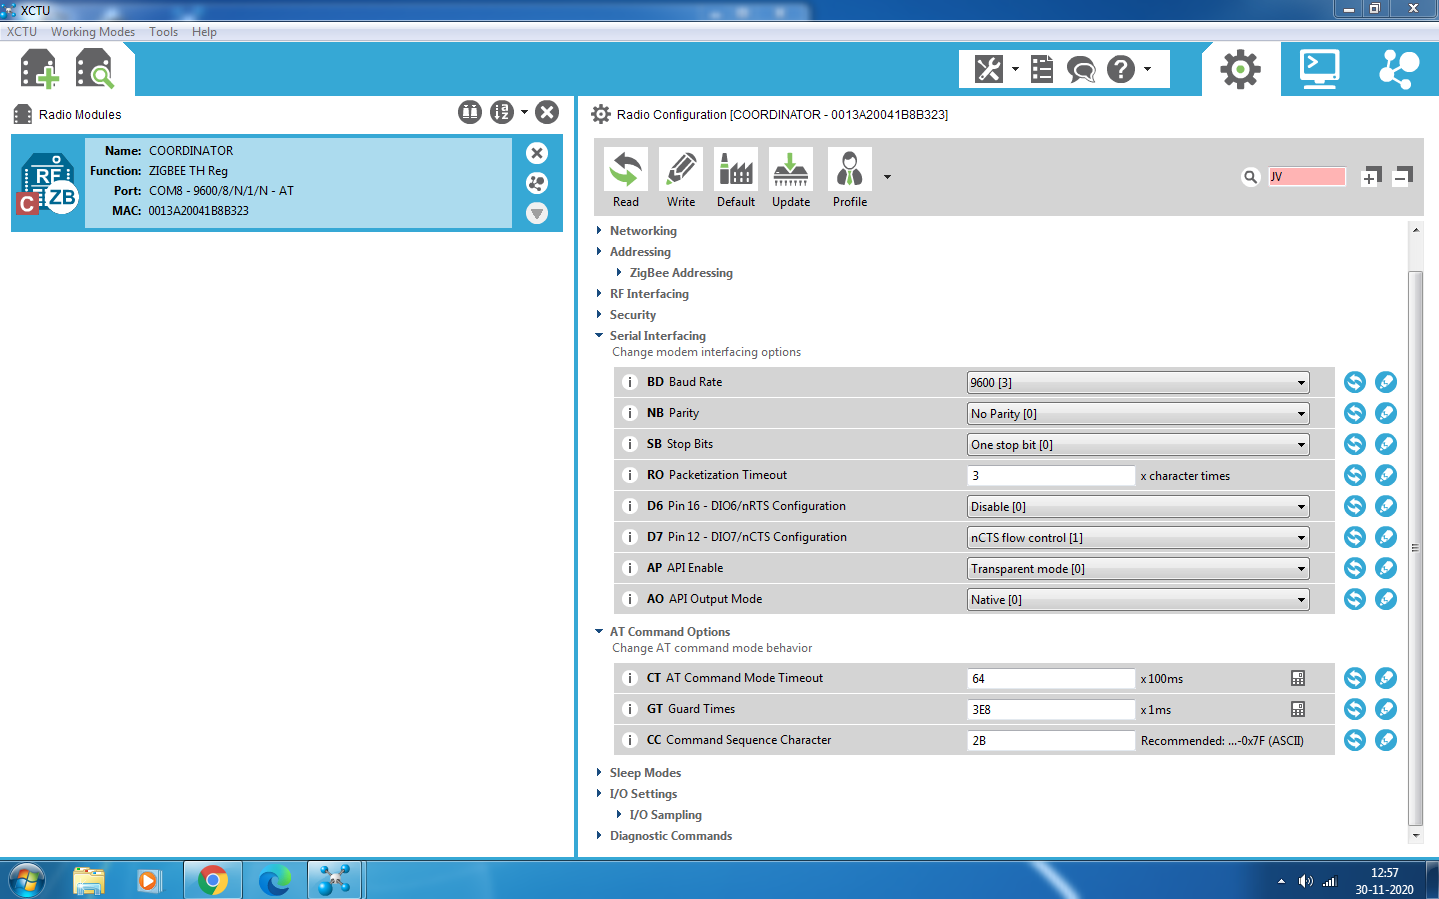 XCTU
XCTU Working Modes Tools Help
Radio Modules
Name: COORDINATOR
Function: ZIGBEE TH Reg
Port: COM8 - 9600/8/N/1/N - AT
MAC: 0013A20041B8B323
RF
ZB
C
Radio Configuration [COORDINATOR - 0013A20041B8B323]
Read Write Default Update Profile
JV
Networking
Addressing
ZigBee Addressing
RF Interfacing
Security
Serial Interfacing
Change modem interfacing options
i BD Baud Rate 9600 [3]
i NB Parity No Parity [0]
i SB Stop Bits One stop bit [0]
i RO Packetization Timeout 3 x character times
i D6 Pin 16 - DIO6/nRTS Configuration Disable [0]
i D7 Pin 12 - DIO7/nCTS Configuration nCTS flow control [1]
i AP API Enable Transparent mode [0]
i AO API Output Mode Native [0]
AT Command Options
Change AT command mode behavior
i CT AT Command Mode Timeout 64 x 100ms
i GT Guard Times 3E8 x 1ms
i CC Command Sequence Character 2B Recommended: ...-0x7F (ASCII)
Sleep Modes
I/O Settings
I/O Sampling
Diagnostic Commands
12:57
30-11-2020